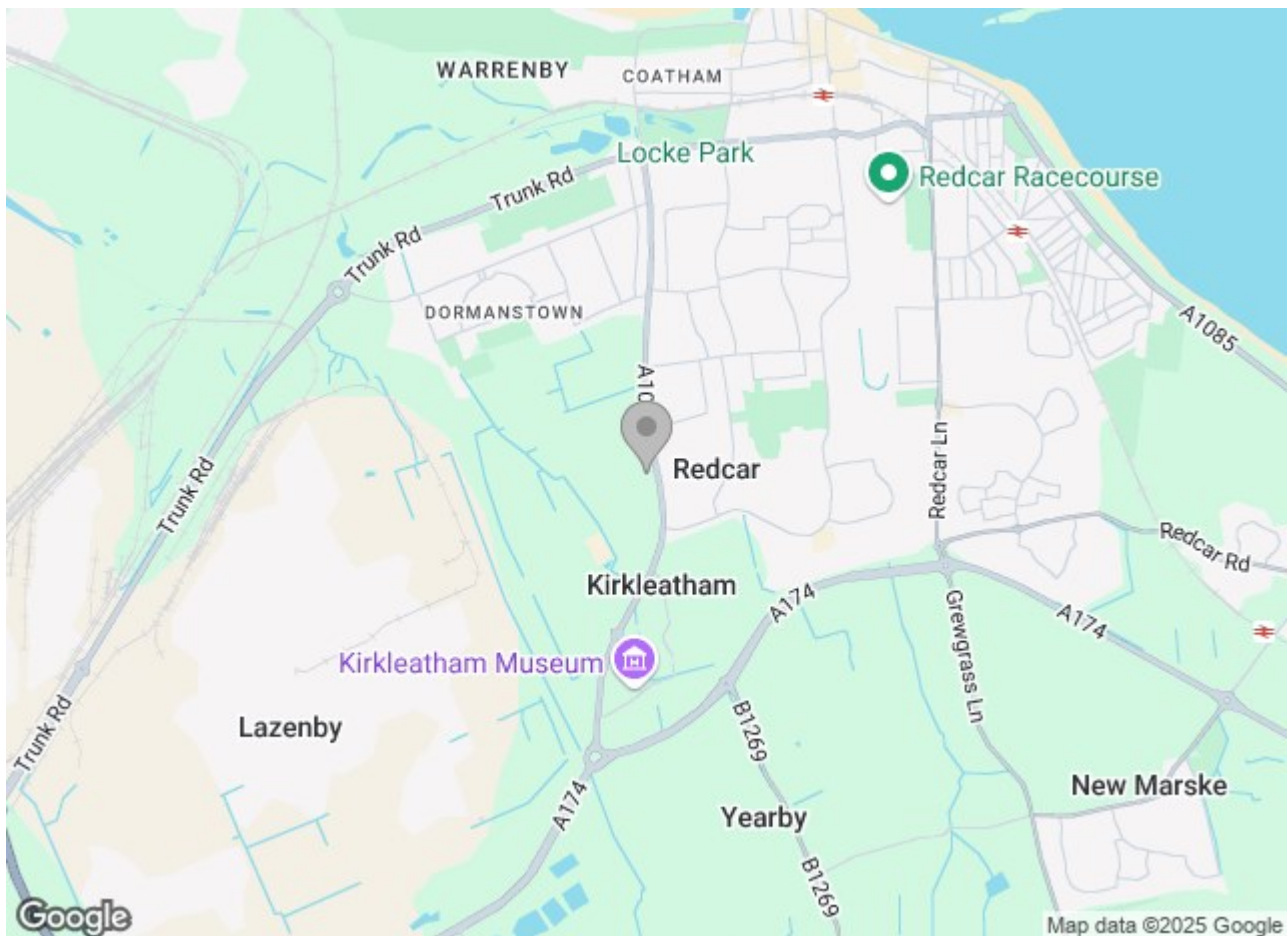 WARRENBY
COATHAM
Locke Park
Redcar Racecourse
Trunk Rd
Trunk Rd
DORMANSTOWN
A1085
A10
Redcar
Redcar Ln
Trunk Rd
Redcar Rd
Kirkleatham
A174
A174
Grewgrass Ln
Kirkleatham Museum
Lazenby
Trunk Rd
B1269
New Marske
A174
Yearby
B1269
Google
Map data ©2025 Google